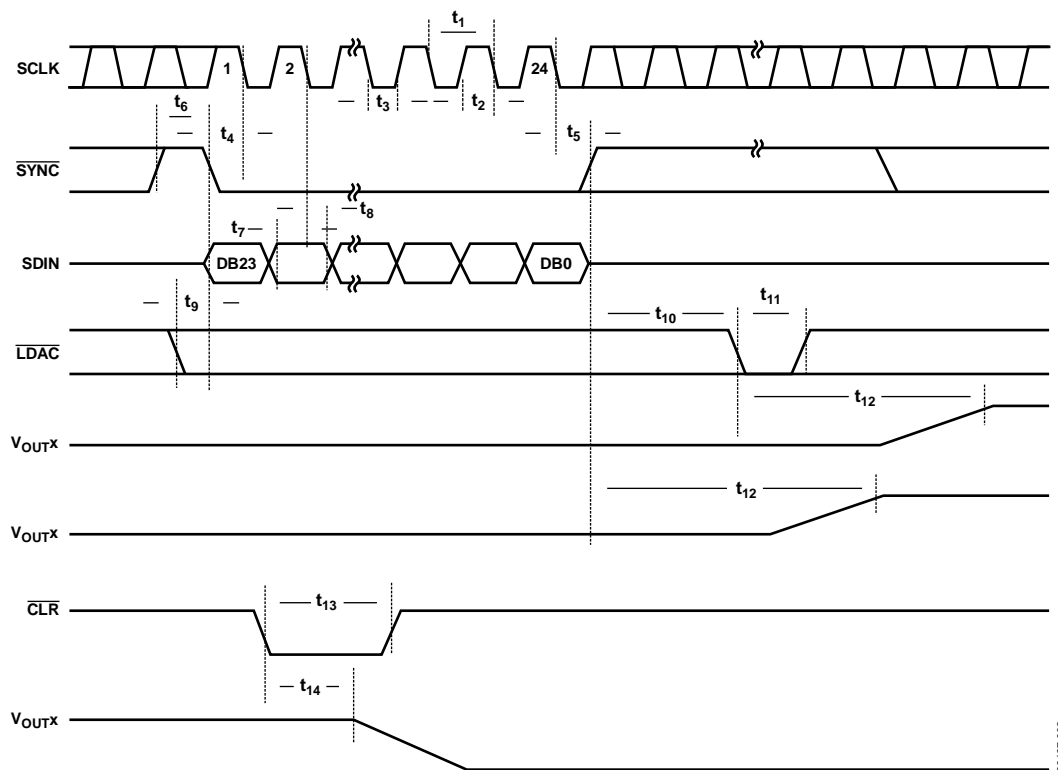 t1
SCLK
1
2
24
t3
t2
t6
t4
t5
SYNC
t7
t8
SDIN
DB23
DB0
t9
t10
t11
LDAC
t12
VOUTX
t12
VOUTX
CLR
t13
t14
VOUTX